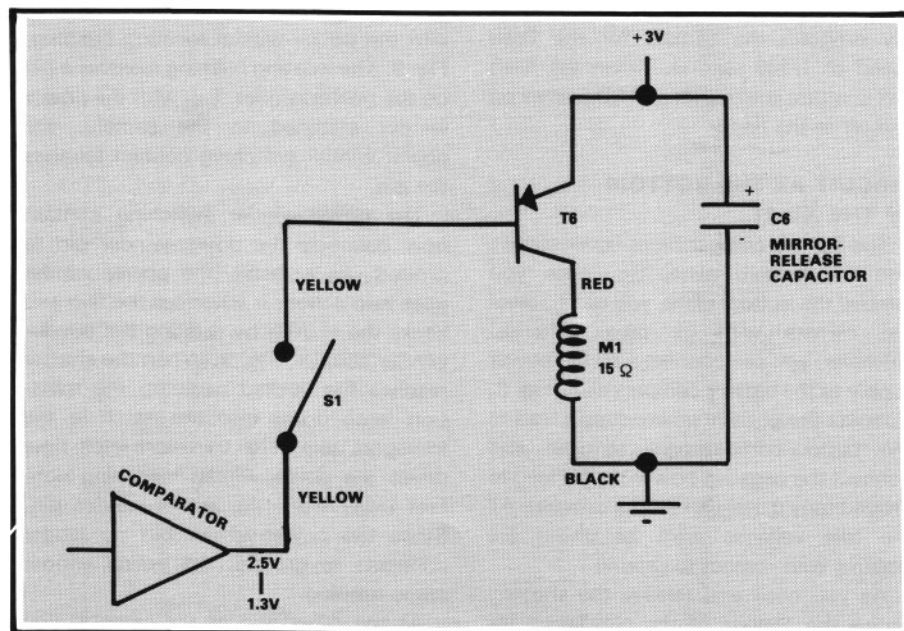 +3V
T6
+
C6
-
MIRROR-
RELEASE
CAPACITOR
YELLOW
RED
M1
15 Ω
S1
BLACK
COMPARATOR
YELLOW
2.5V
1.3V